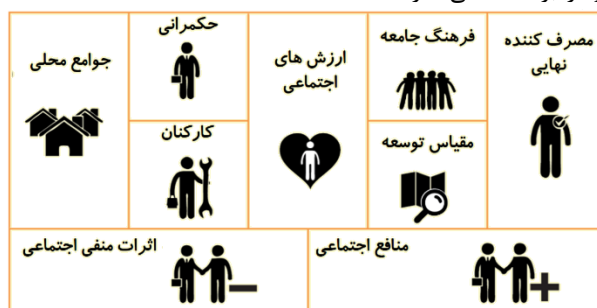 مصرف کننده
نهایی
فرهنگ جامعه
مقیاس توسعه
ارزش های
اجتماعی
حکمرانی
کارکنان
جوامع محلی
منافع اجتماعی
اثرات منفی اجتماعی